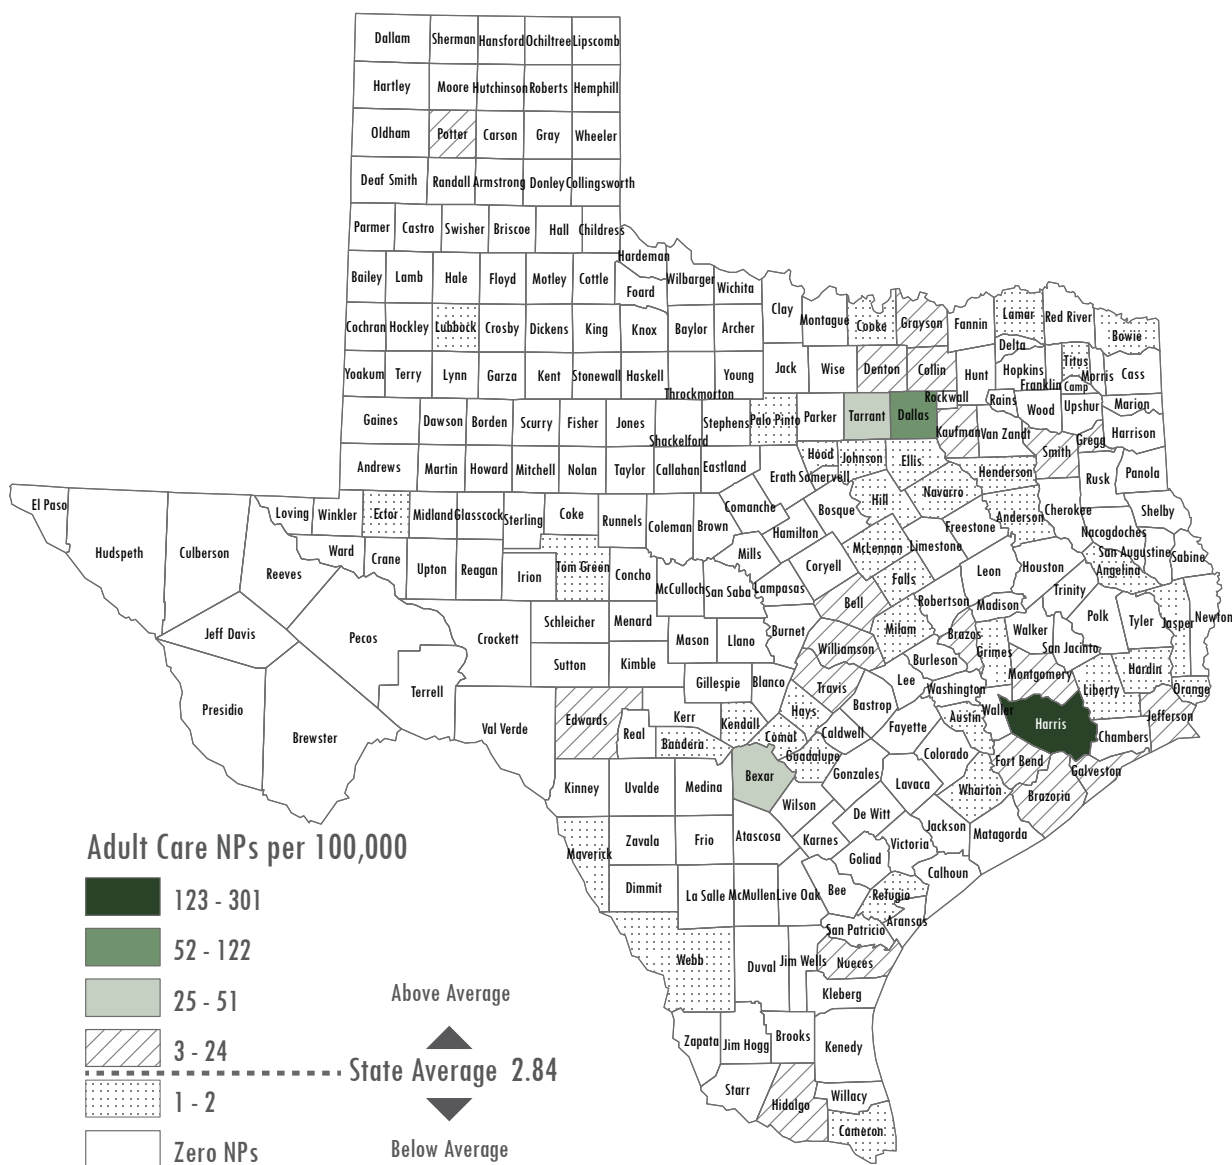 Dallam Sherman Hansford Ochiltree Lipscomb
Hartley Moore Hutchinson Roberts Hemphill
Oldham Potter Carson Gray Wheeler
Deaf Smith Randall Armstrong Donley Collingsworth
Parmer Castro Swisher Briscoe Hall Childress
Hardeman
Bailey Lamb Hale Floyd Motley Cottle Foard Wilbarger Wichita
Clay Montague Cooke Grayson Fannin Lamar Red River Bowie
Cochran Hockley Lubbock Crosby Dickens King Knox Baylor Archer
Delta Titus Morris Cass
Jack Wise Denton Collin Hunt Hopkins Franklin Camp
Yoakum Terry Lynn Garza Kent Stonewall Haskell Throckmorton Young
Rockwall Rains Wood Upshur Marion
Gaines Dawson Borden Scurry Fisher Jones Shackelford Stephens Palo Pinto Parker Tarrant Dallas
Kaufman Van Zandt Smith Gregg Harrison
Andrews Martin Howard Mitchell Nolan Taylor Callahan Eastland Erath Somervell Hood Johnson Ellis Henderson Rusk Panola
El Paso Loving Winkler Ector Midland Glasscock Sterling Coke Runnels Coleman Brown Comanche Bosque Hill Navarro Anderson Cherokee Shelby
Hudspeth Culberson Reeves Ward Crane Upton Reagan Irion Tom Green Concho Mills Hamilton McLennan Limestone Freestone Nacogdoches San Augustine Sabine
McCulloch San Saba Lampasas Coryell Falls Leon Houston Angelina
Jeff Davis Pecos Crockett Schleicher Menard Mason Llano Burnet Bell Milam Robertson Madison Trinity Polk Tyler Jasper Newton
Sutton Kimble Williamson Brazos Grimes Walker San Jacinto
Presidio Brewster Terrell Val Verde Gillespie Blanco Travis Lee Burleson Washington Montgomery Liberty Hardin Orange
Edwards Real Kerr Kendall Hays Bastrop Fayette Austin Waller Harris Chambers Jefferson
Bandera Comal Caldwell Guadalupe Colorado Fort Bend Galveston
Kinney Uvalde Medina Bexar Wilson Gonzales Lavaca Wharton Brazoria
Maverick Zavala Frio Atascosa Karnes De Witt Jackson Matagorda
Goliad Victoria Calhoun
Dimmit La Salle McMullen Live Oak Bee Refugio Aransas
San Patricio
Webb Duval Jim Wells Nueces
Kleberg
Zapata Jim Hogg Brooks Kenedy
Starr Hidalgo Willacy
Cameron
Adult Care NPs per 100,000
123 - 301
52 - 122
25 - 51
Above Average
3 - 24
State Average 2.84
1 - 2
Below Average
Zero NPs